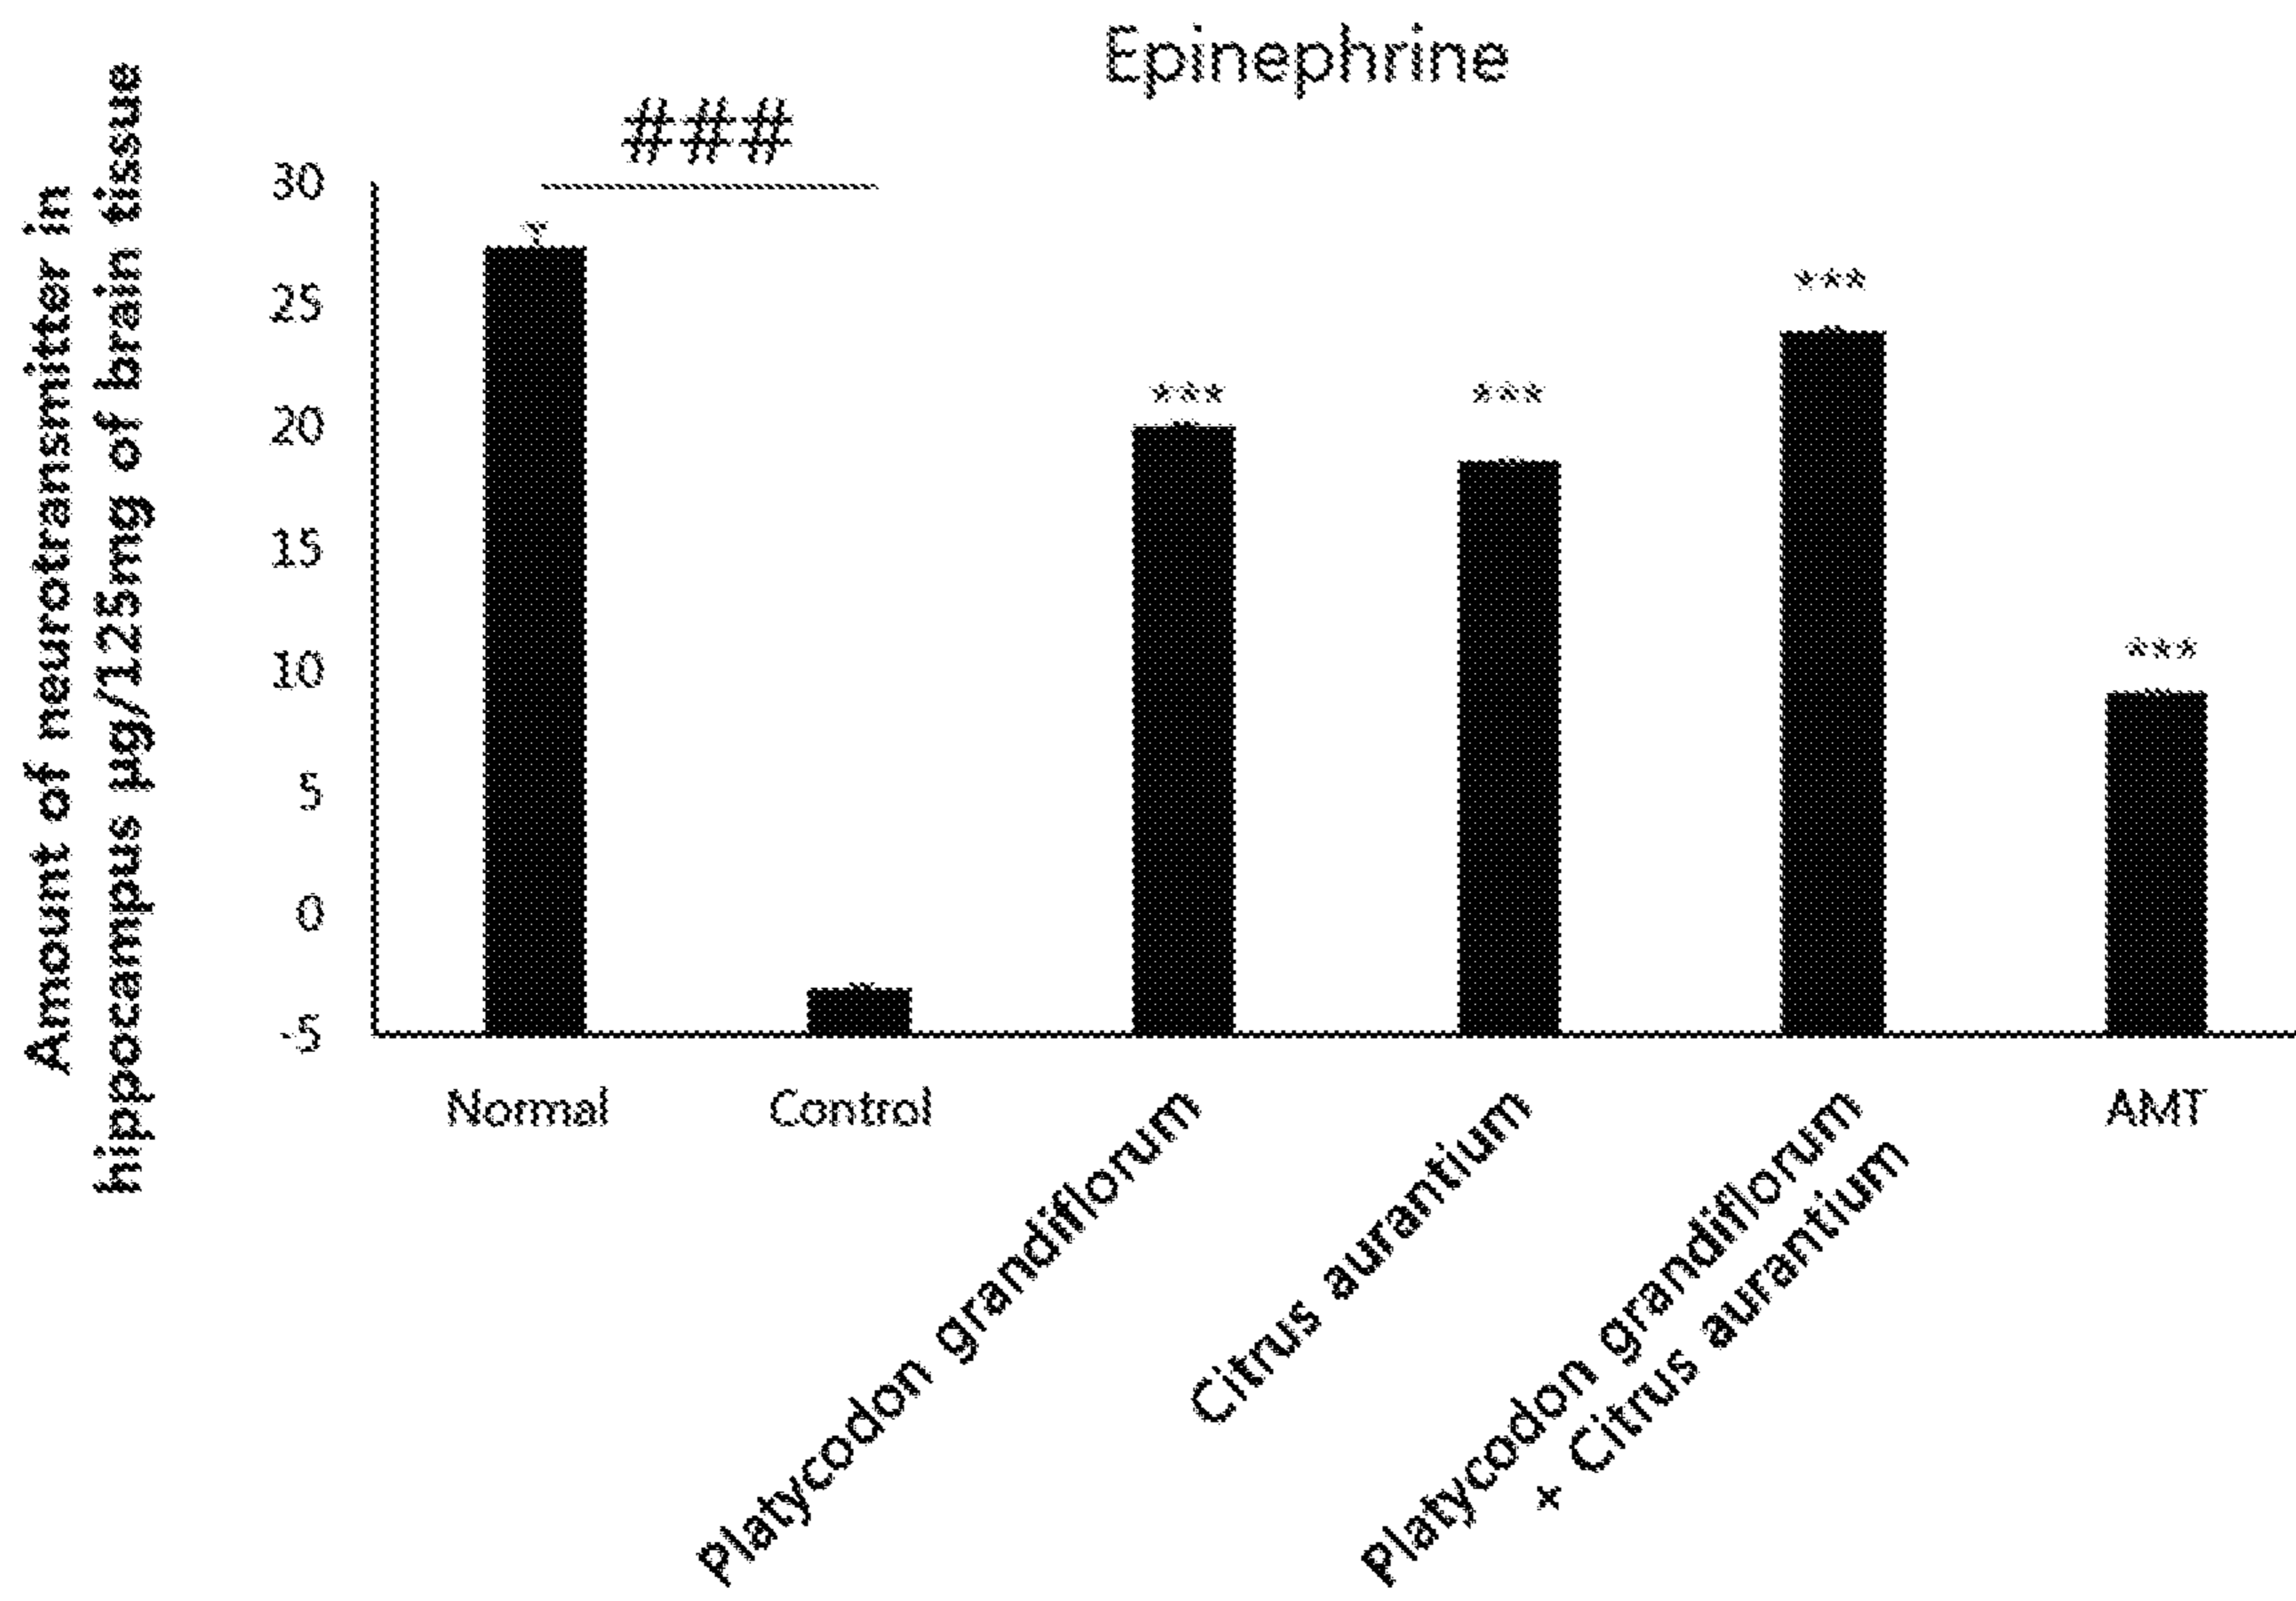 Epinephrine
###
Amount of neurotransmitter in
hippocampus µg/125mg of brain tissue
30
25
20
15
10
5
0
-5
***
***
***
***
Normal
Control
Platycodon grandiflorum
Citrus aurantium
Platycodon grandiflorum
+ Citrus aurantium
AMT